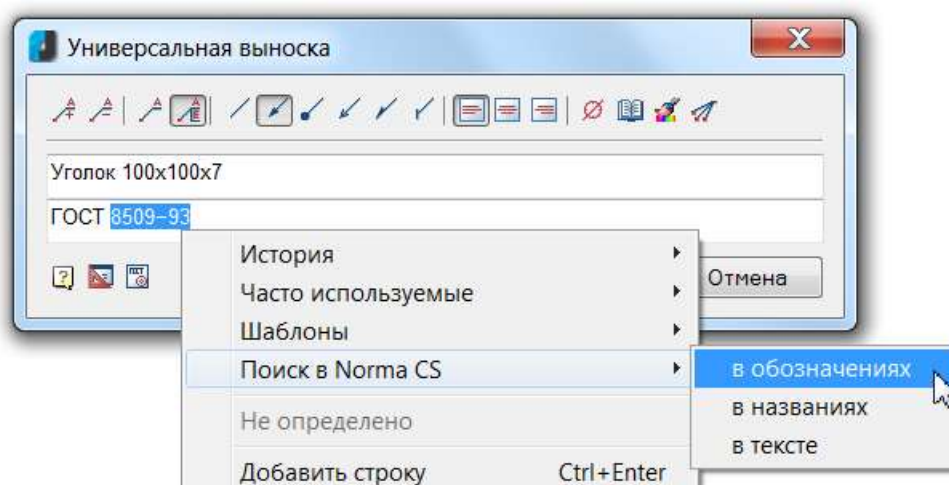 Универсальная выноска
Уголок 100х100х7
ГОСТ 8509-93
История
Отмена
Часто используемые
Шаблоны
Поиск в Norma CS
в обозначениях
в названиях
Не определено
в тексте
Добавить строку Ctrl+Enter